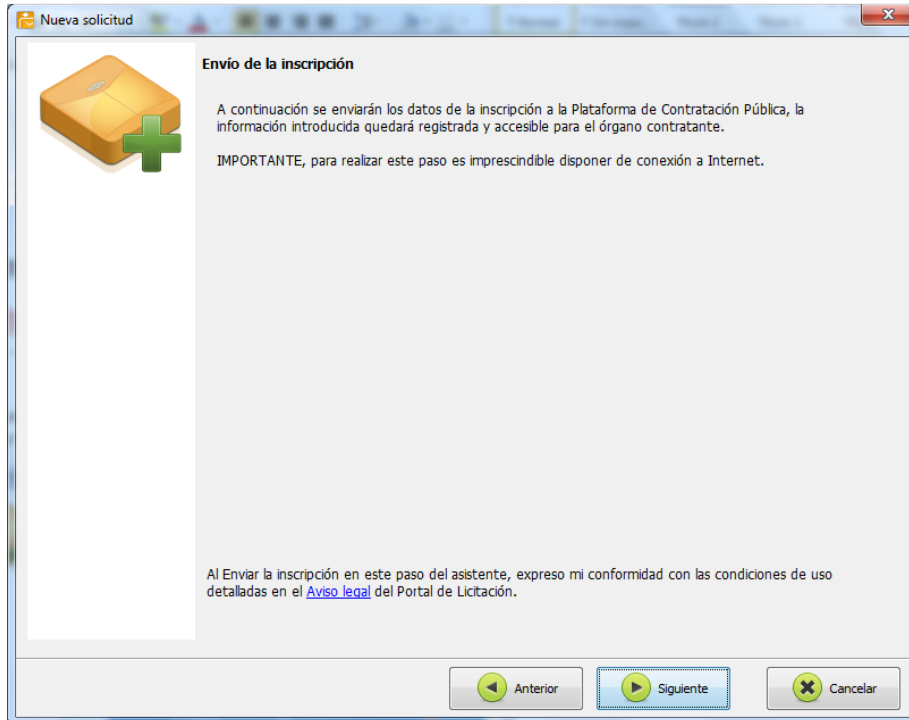 Nueva solicitud
Envío de la inscripción
A continuación se enviarán los datos de la inscripción a la Plataforma de Contratación Pública, la
información introducida quedará registrada y accesible para el órgano contratante.
IMPORTANTE, para realizar este paso es imprescindible disponer de conexión a Internet.
Al Enviar la inscripción en este paso del asistente, expreso mi conformidad con las condiciones de uso
detalladas en el Aviso legal del Portal de Licitación.
Anterior
Siguiente
Cancelar